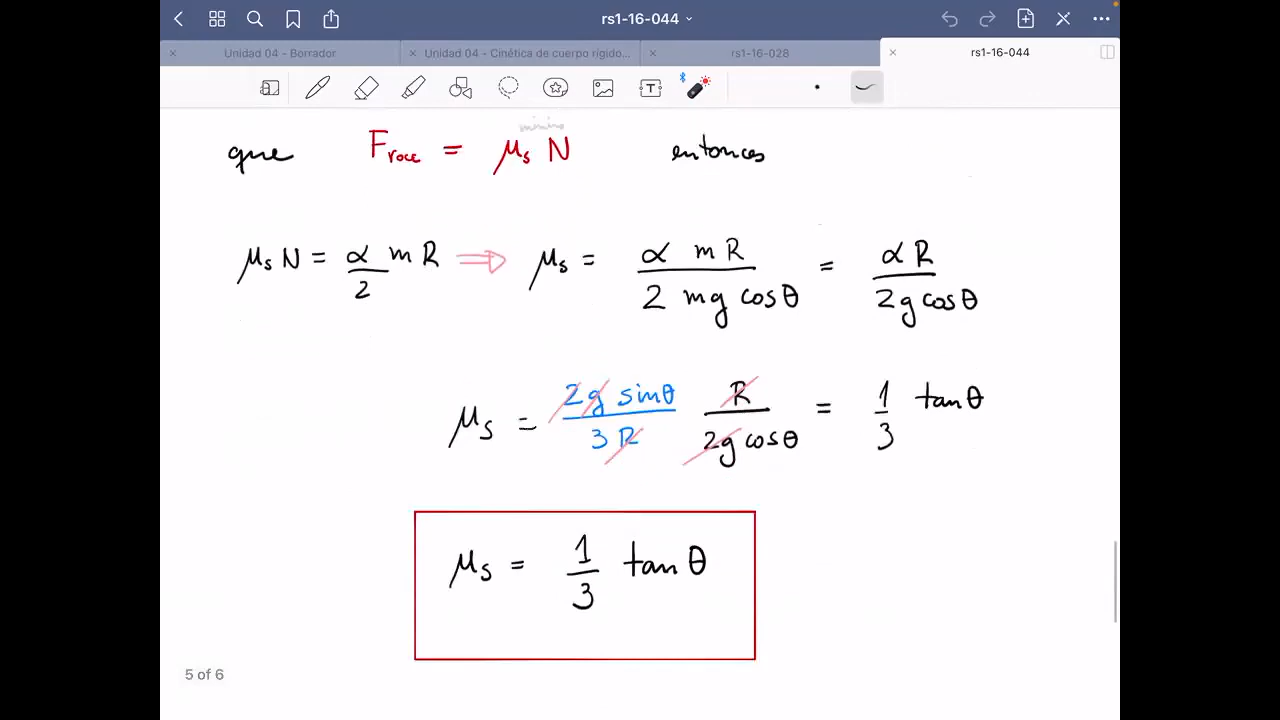 rs1-16-044
Unidad 04 - Borrador
Unidad 04 - Cinética de cuerpo rígido...
rs1-16-028
rs1-16-044
T
mínimo
que F_roce = μ_s N entonces
μ_s N = α/2 m R ⇒ μ_s = α m R / 2 mg cosθ = α R / 2g cosθ
μ_s = 2g sinθ / 3R R / 2g cosθ = 1/3 tanθ
μ_s = 1/3 tanθ
5 of 6